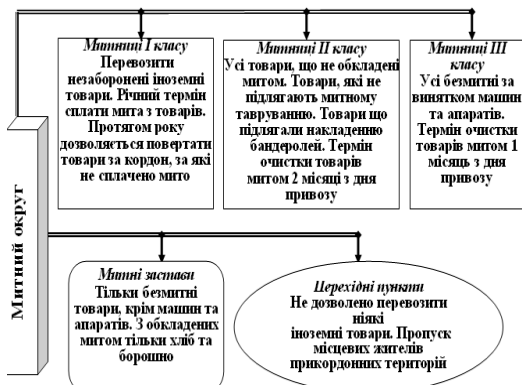 Митний округ
Митниці I класу
Перевозити
незаборонені іноземні
товари. Річний термін
сплати мита з товарів.
Протягом року
дозволяється повертати
товари за кордон, за які
не сплачено мито
Митниці II класу
Усі товари, що не обкладені
митом. Товари, які не
підлягають митному
тавруванню. Товари що
підлягали накладенню
бандеролей. Термін
очистки товарів
митом 2 місяці з дня
привозу
Митниці III
класу
Усі безмитні за
винятком машин
та апаратів.
Термін очистки
товарів митом 1
місяць з дня
привозу
Митні застави
Тільки безмитні
товари, крім машин та
апаратів. З обкладених
митом тільки хліб та
борошно
Перехідні пункти
Не дозволено перевозити
ніякі
іноземні товари. Пропуск
місцевих жителів
прикордонних територій